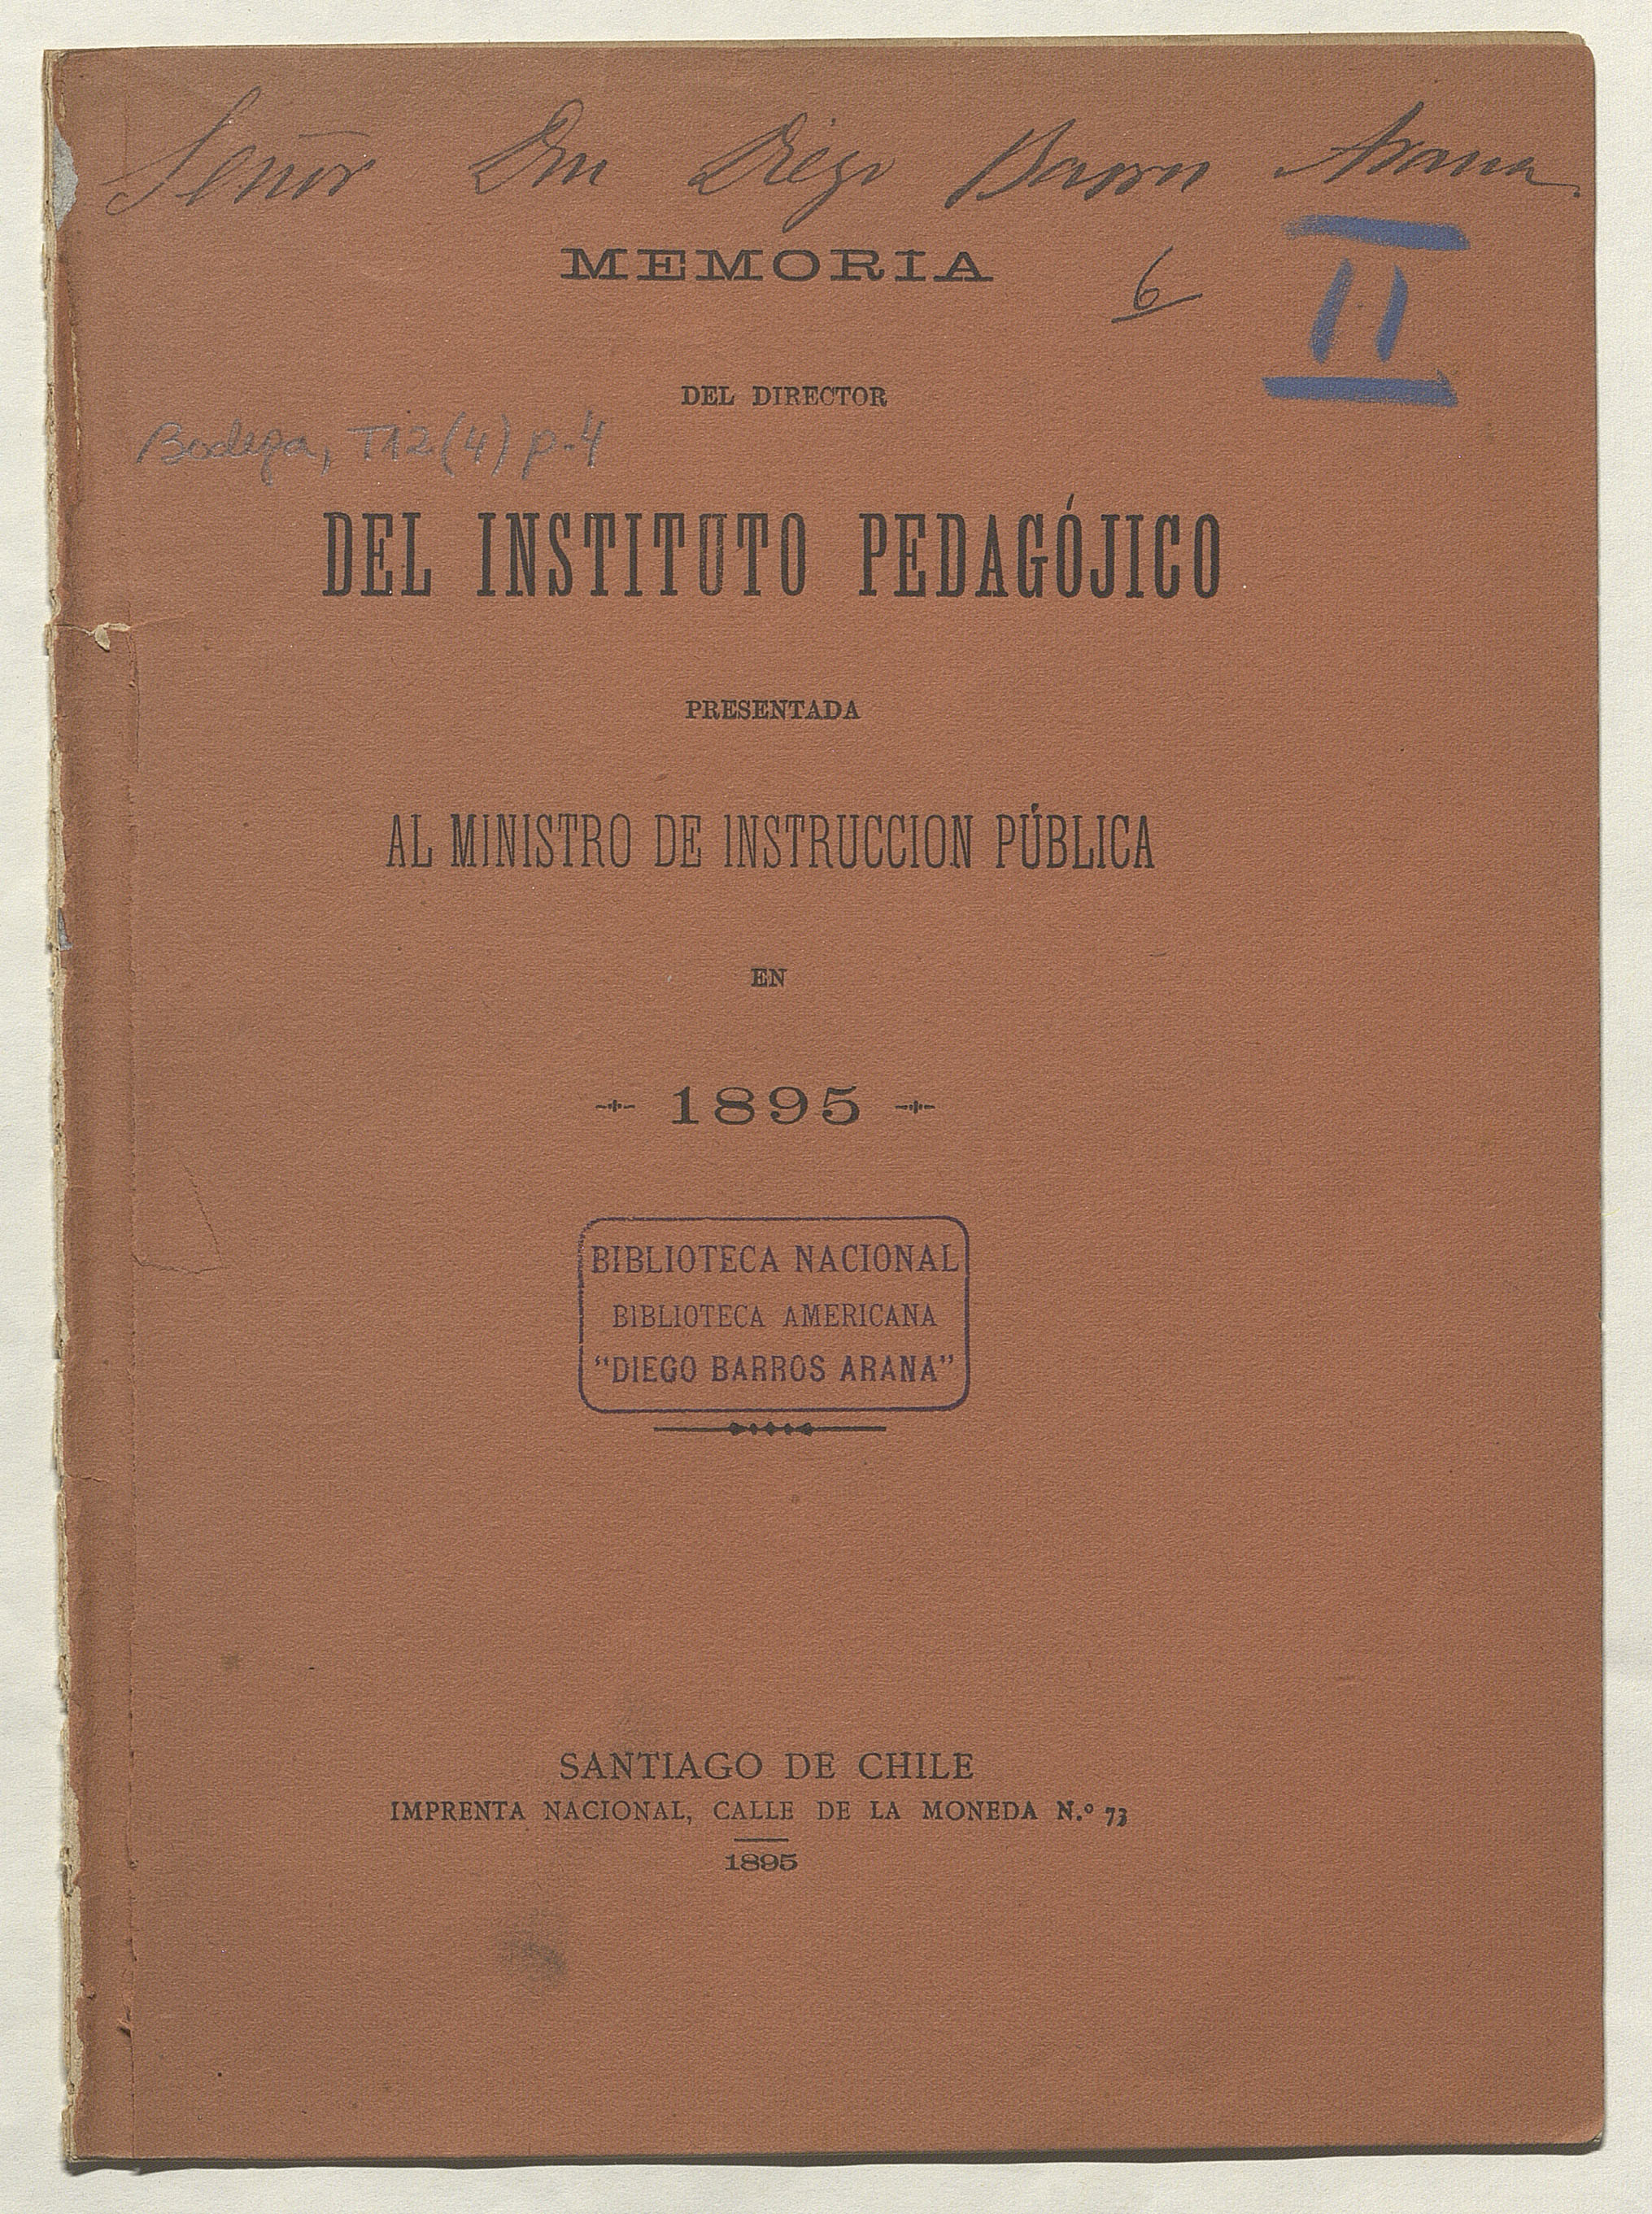 Señor Don Diego Barros Arana.
MEMORIA
6
II
DEL DIRECTOR
Bodega, T12(4) p.4
DEL INSTITUTO PEDAGÓJICO
PRESENTADA
AL MINISTRO DE INSTRUCCION PÚBLICA
EN
1895
BIBLIOTECA NACIONAL
BIBLIOTECA AMERICANA
“DIEGO BARROS ARANA”
SANTIAGO DE CHILE
IMPRENTA NACIONAL, CALLE DE LA MONEDA N.º 73
1895